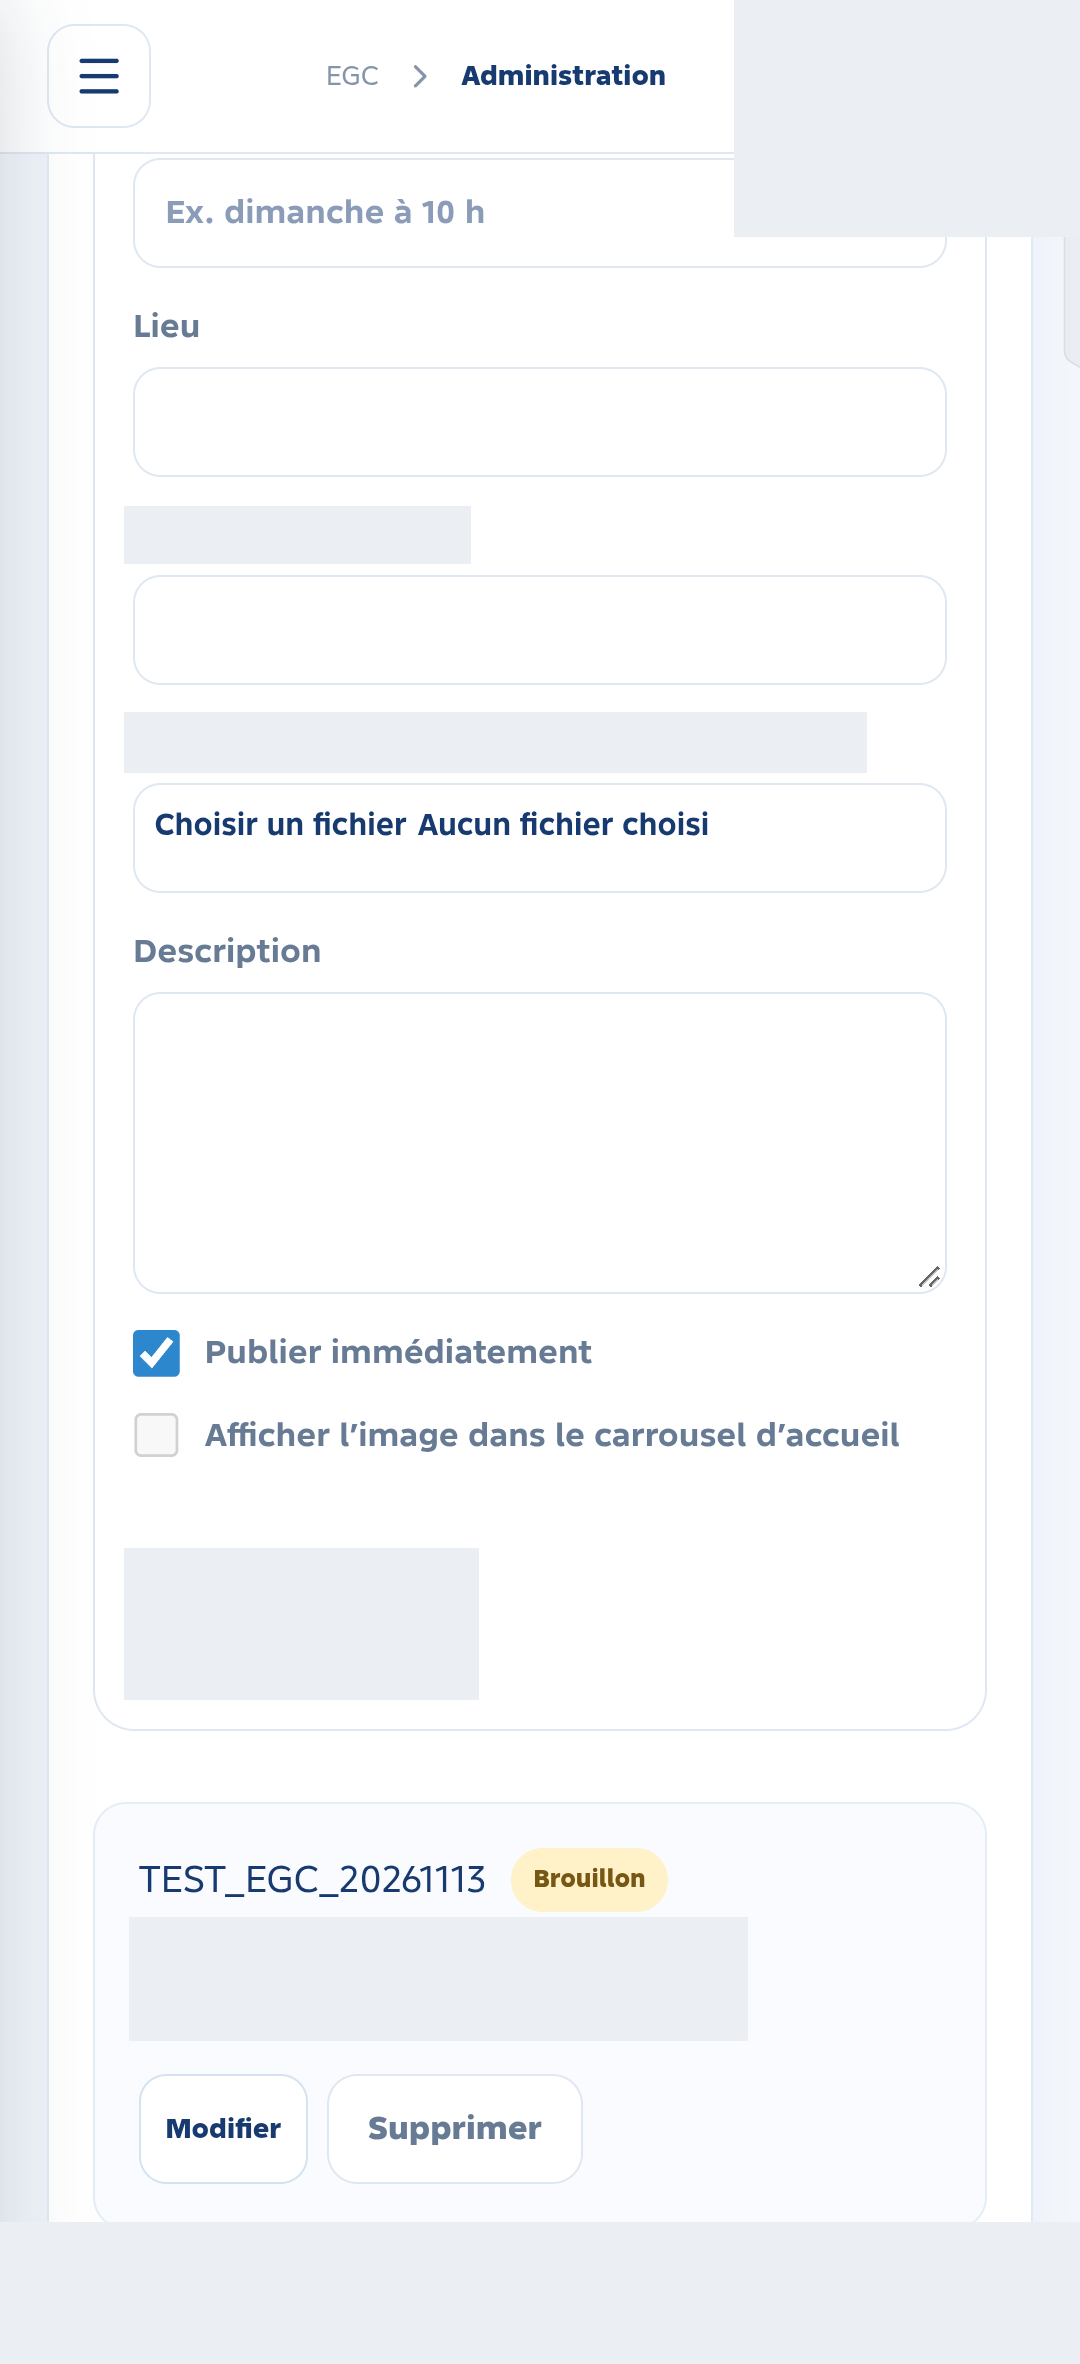 EGC > Administration
Ex. dimanche à 10 h
Lieu
Choisir un fichier Aucun fichier choisi
Description
Publier immédiatement
Afficher l’image dans le carrousel d’accueil
TEST_EGC_20261113 Brouillon
Modifier Supprimer